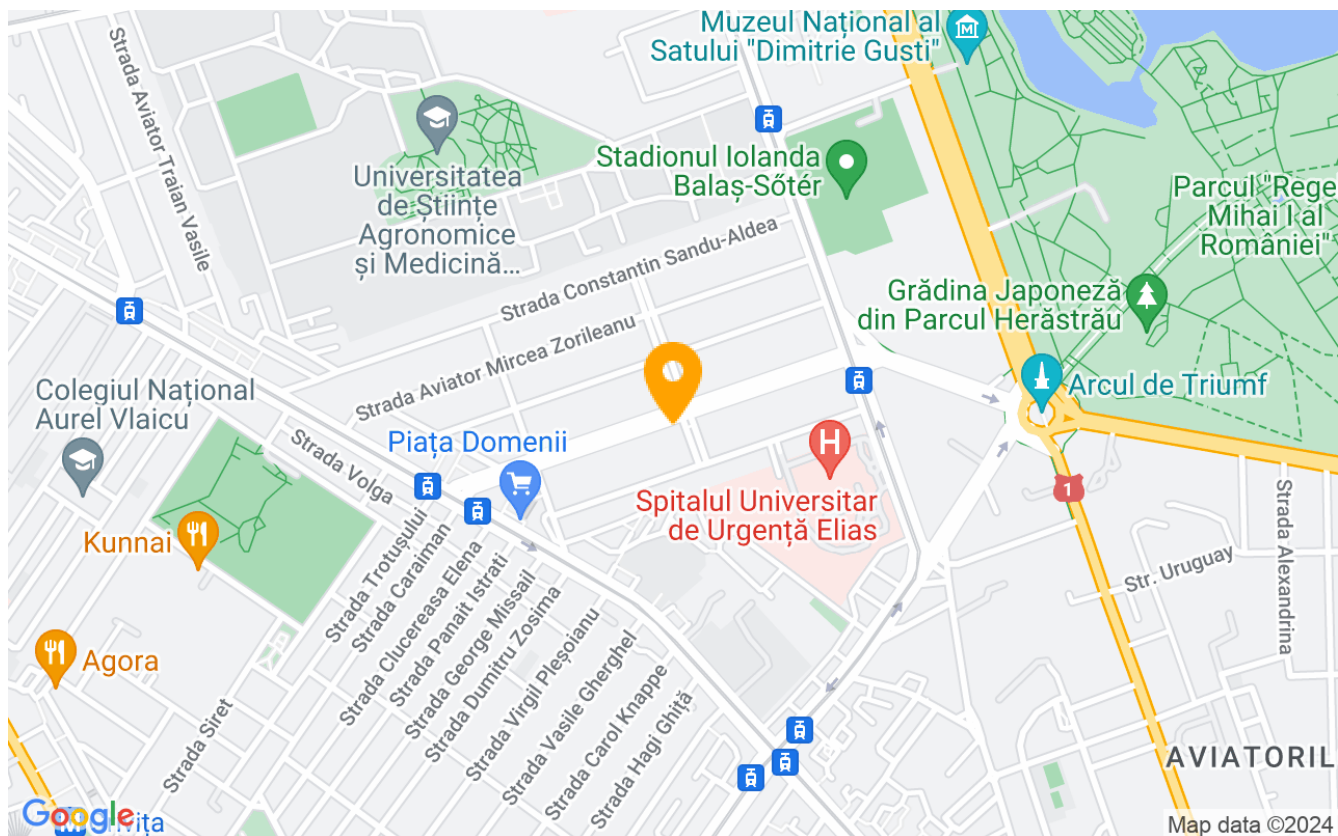 Muzeul Național al
Satului "Dimitrie Gusti"
Strada Aviator Traian Vasile
Universitatea
de Științe
Agronomice
și Medicină...
Stadionul Iolanda
Balaș-Sőtér
Parcul "Rege
Mihai I al
României"
Strada Constantin Sandu-Aldea
Grădina Japoneză
din Parcul Herăstrău
Strada Aviator Mircea Zorileanu
Colegiul Național
Aurel Vlaicu
Arcul de Triumf
Piața Domenii
Strada Volga
H
Spitalul Universitar
de Urgență Elias
1
Kunnai
Strada Alexandrina
Str. Uruguay
Strada Trotușului
Strada Caraiman
Strada Clucereasa Elena
Strada Panait Istrati
Strada George Missail
Strada Dumitru Zosima
Strada Virgil Pleșoianu
Strada Vasile Gherghel
Strada Carol Knappe
Strada Hagi Ghiță
Agora
Strada Siret
AVIATORIL
Google
M
vița
Map data ©2024